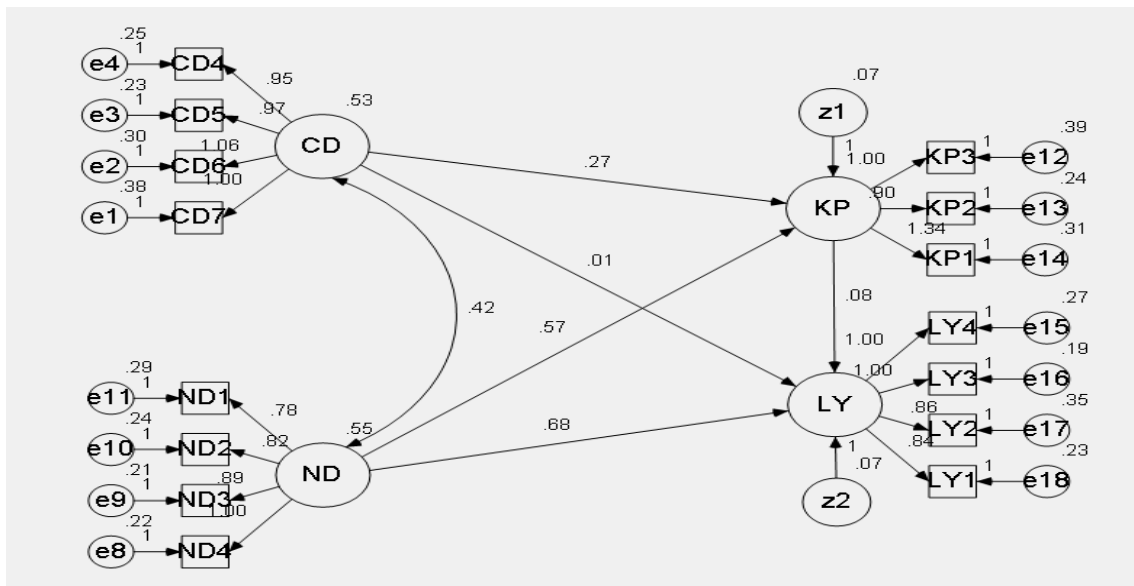 .25
1
e4
CD4
.95
.23
1
e3
CD5
.97
.53
CD
.30
1
e2
CD6
1.06
.38
1
e1
CD7
1.00
.07
z1
1
.27
KP
1.00
KP3
1
.39
e12
.90
KP2
1
.24
e13
1.34
KP1
1
.31
e14
.01
.42
.57
.08
.68
.29
1
e11
ND1
.78
.24
1
e10
ND2
.82
.55
ND
.21
1
e9
ND3
.89
.22
1
e8
ND4
1.00
LY
1.00
LY4
1
.27
e15
1.00
LY3
1
.19
e16
.86
LY2
1
.35
e17
.84
LY1
1
.23
e18
1
.07
z2